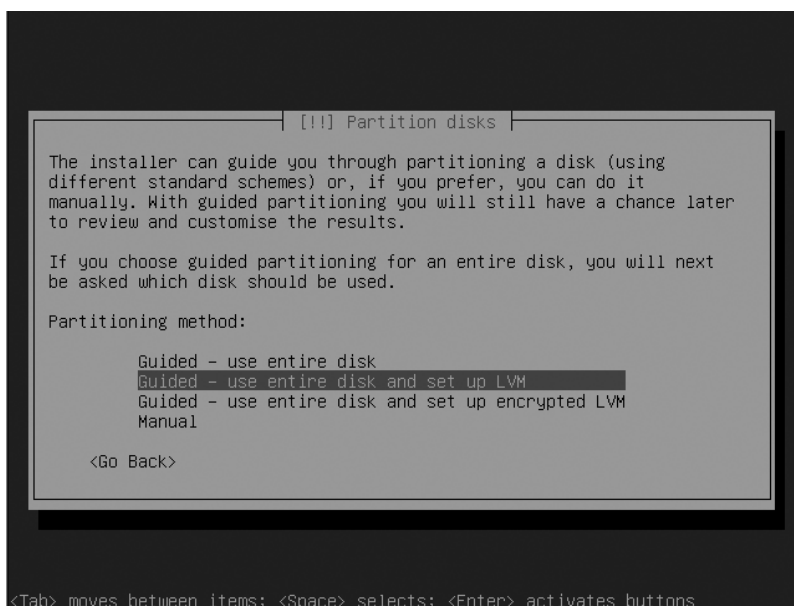 [!!] Partition disks
The installer can guide you through partitioning a disk (using
different standard schemes) or, if you prefer, you can do it
manually. With guided partitioning you will still have a chance later
to review and customise the results.
If you choose guided partitioning for an entire disk, you will next
be asked which disk should be used.
Partitioning method:
Guided – use entire disk
Guided – use entire disk and set up LVM
Guided – use entire disk and set up encrypted LVM
Manual
<Go Back>
<Tab> moves between items; <Space> selects; <Enter> activates buttons